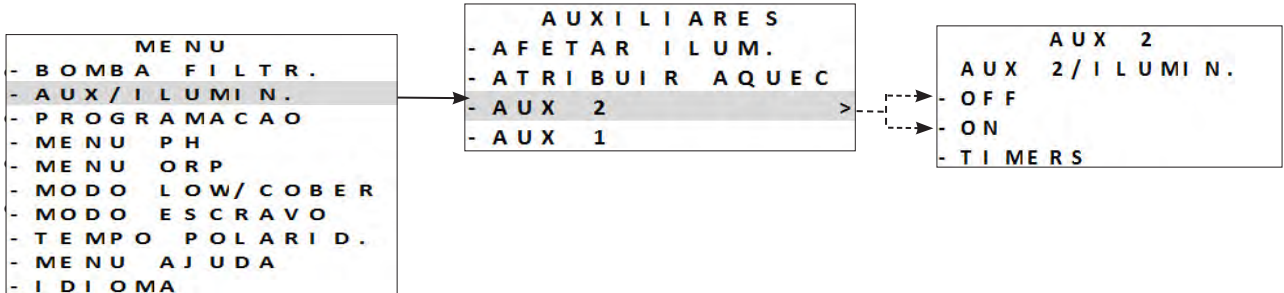 MENU
- BOMBA FILTR.
- AUX/ILUMIN.
- PROGRAMACAO
- MENU PH
- MENU ORP
- MODO LOW/COBER
- MODO ESCRAVO
- TEMPO POLARID.
- MENU AJUDA
- IDIOMA
AUXILIARES
- AFETAR ILUM.
- ATRIBUIR AQUEC
- AUX 2 >
- AUX 1
AUX 2
AUX 2/ILUMIN.
- OFF
- ON
- TIMERS